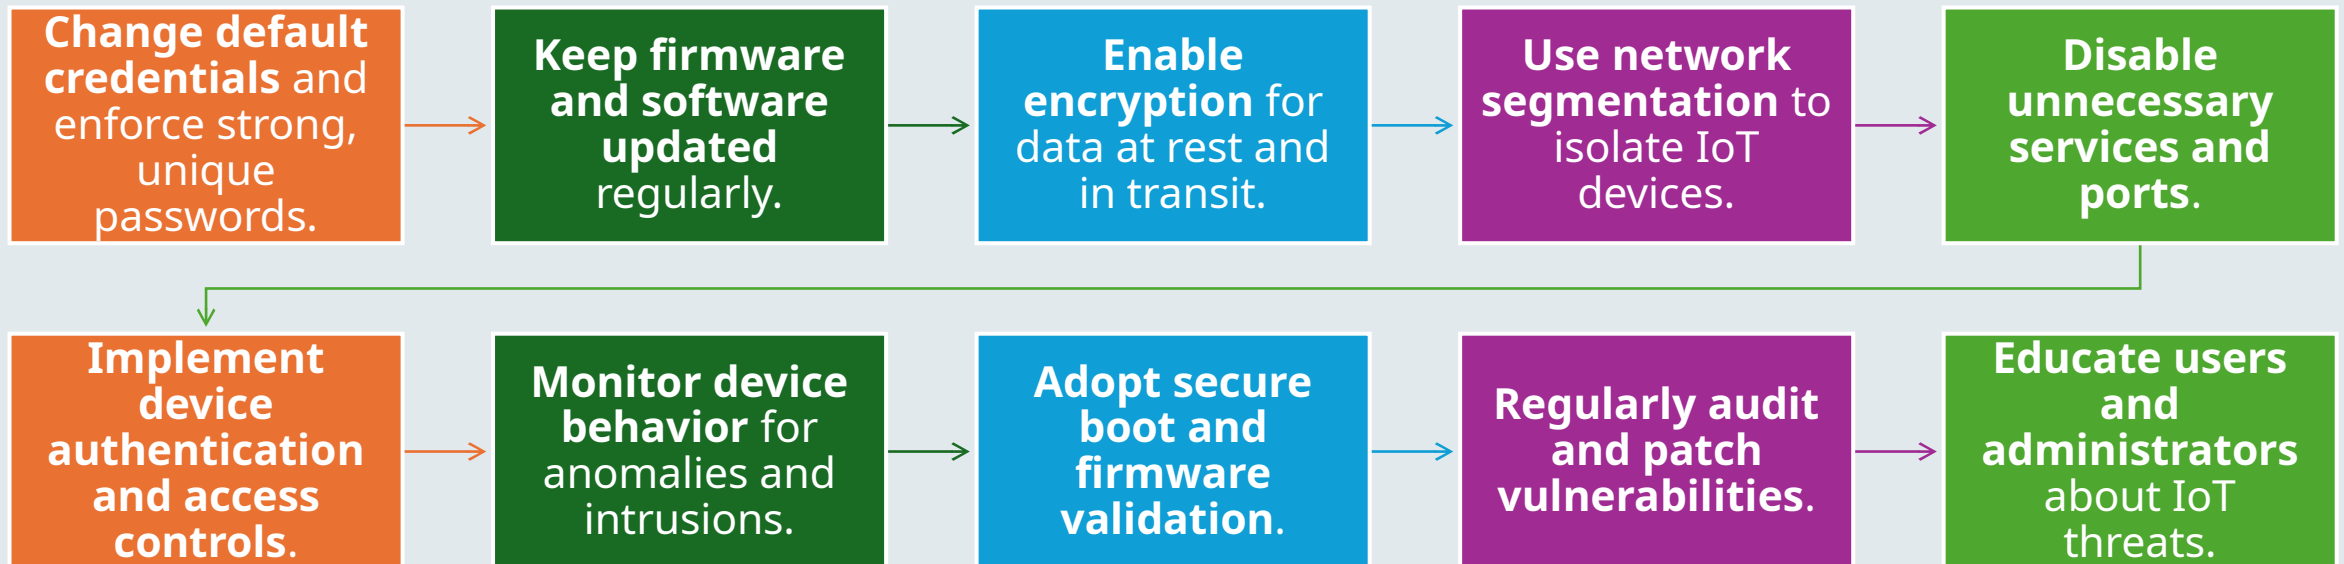 Change default
credentials and
enforce strong,
unique
passwords.
Keep firmware
and software
updated
regularly.
Enable
encryption for
data at rest and
in transit.
Use network
segmentation to
isolate IoT
devices.
Disable
unnecessary
services and
ports.
Implement
device
authentication
and access
controls.
Monitor device
behavior for
anomalies and
intrusions.
Adopt secure
boot and
firmware
validation.
Regularly audit
and patch
vulnerabilities.
Educate users
and
administrators
about IoT
threats.